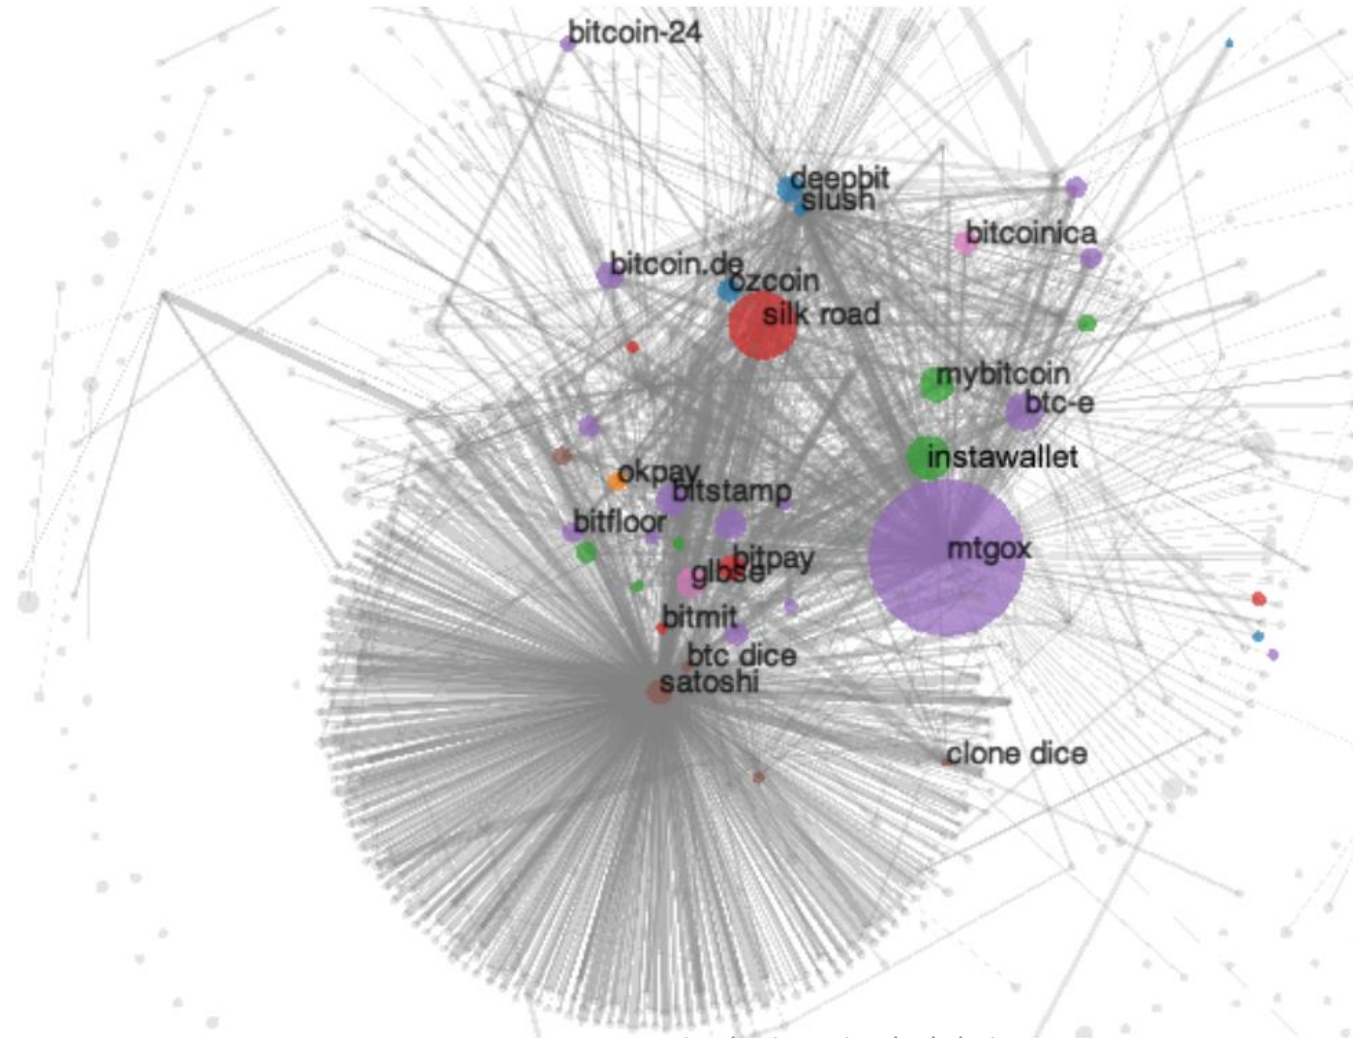 bitcoin-24
deepbit
slush
bitcoinica
bitcoin.de
ozcoin
silk road
mybitcoin
btc-e
instawallet
okpay
bitstamp
bitfloor
mtgox
bitpay
glbse
bitmit
btc dice
satoshi
clone dice